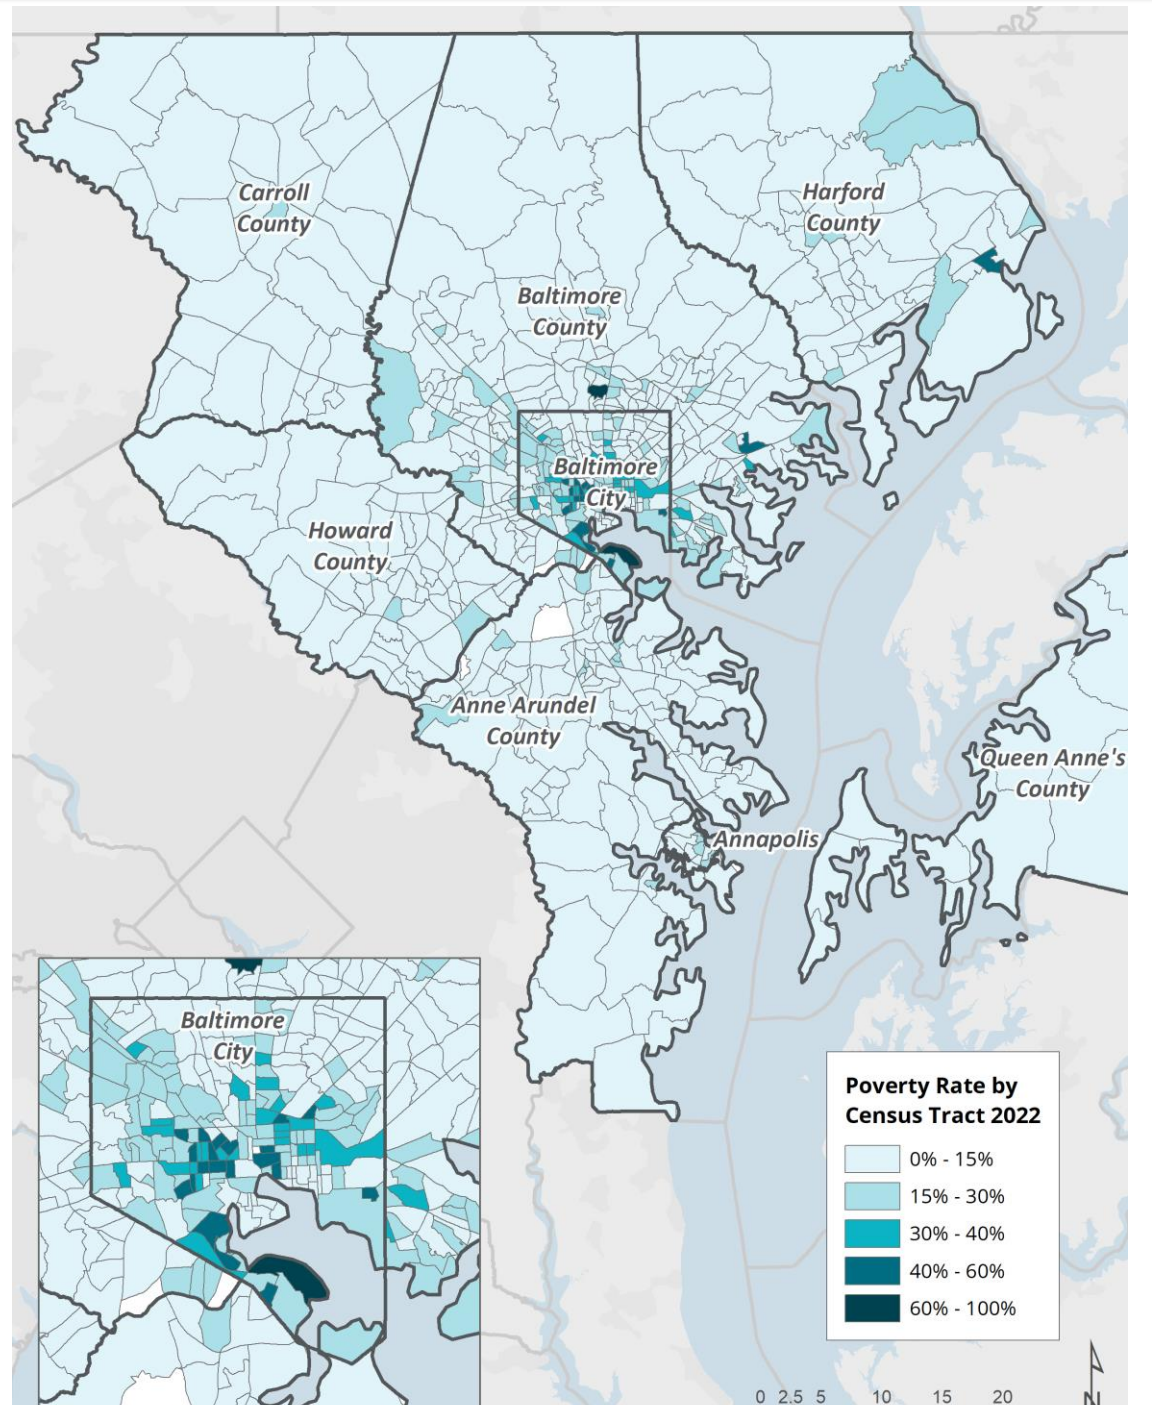 Carroll
County
Harford
County
Baltimore
County
Baltimore
City
Howard
County
Anne Arundel
County
Queen Anne's
County
Annapolis
Baltimore
City
Poverty Rate by
Census Tract 2022
0% - 15%
15% - 30%
30% - 40%
40% - 60%
60% - 100%
0 2.5 5 10 15 20